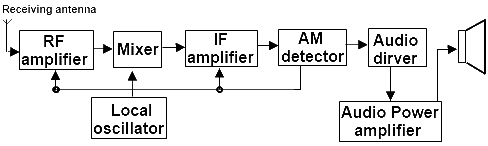 Receiving antenna
RF
amplifier
Mixer
IF
amplifier
AM
detector
Audio
dirver
Local
oscillator
Audio Power
amplifier